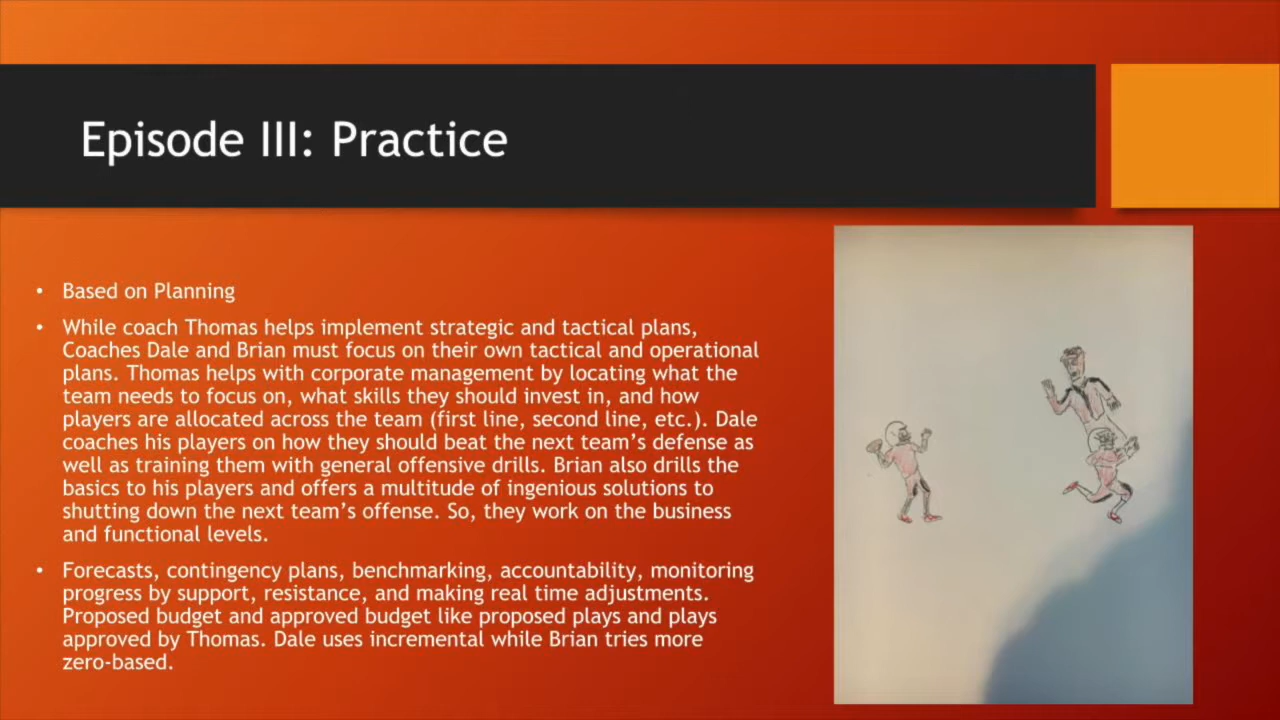 Episode III: Practice
• Based on Planning
• While coach Thomas helps implement strategic and tactical plans,
Coaches Dale and Brian must focus on their own tactical and operational
plans. Thomas helps with corporate management by locating what the
team needs to focus on, what skills they should invest in, and how
players are allocated across the team (first line, second line, etc.). Dale
coaches his players on how they should beat the next team’s defense as
well as training them with general offensive drills. Brian also drills the
basics to his players and offers a multitude of ingenious solutions to
shutting down the next team’s offense. So, they work on the business
and functional levels.
• Forecasts, contingency plans, benchmarking, accountability, monitoring
progress by support, resistance, and making real time adjustments.
Proposed budget and approved budget like proposed plays and plays
approved by Thomas. Dale uses incremental while Brian tries more
zero-based.